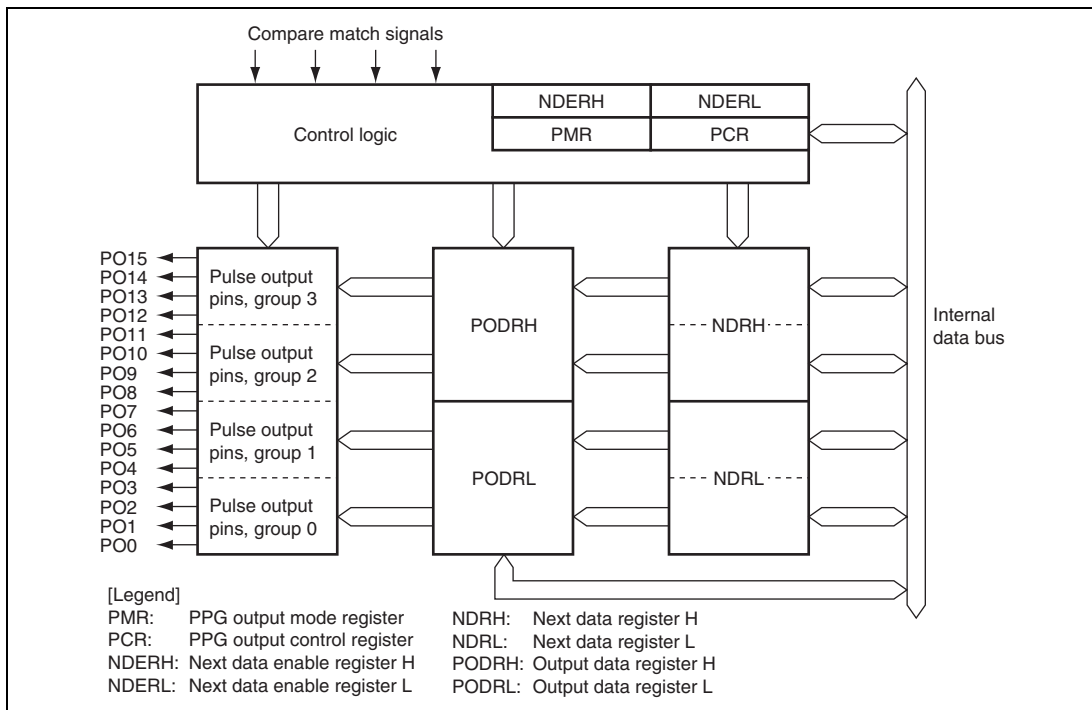 Compare match signals
Control logic
NDERH
NDERL
PMR
PCR
PO15
PO14
PO13
PO12
PO11
PO10
PO9
PO8
PO7
PO6
PO5
PO4
PO3
PO2
PO1
PO0
Pulse output
pins, group 3
Pulse output
pins, group 2
Pulse output
pins, group 1
Pulse output
pins, group 0
PODRH
PODRL
NDRH
NDRL
Internal
data bus
[Legend]
PMR: PPG output mode register
PCR: PPG output control register
NDERH: Next data enable register H
NDERL: Next data enable register L
NDRH: Next data register H
NDRL: Next data register L
PODRH: Output data register H
PODRL: Output data register L